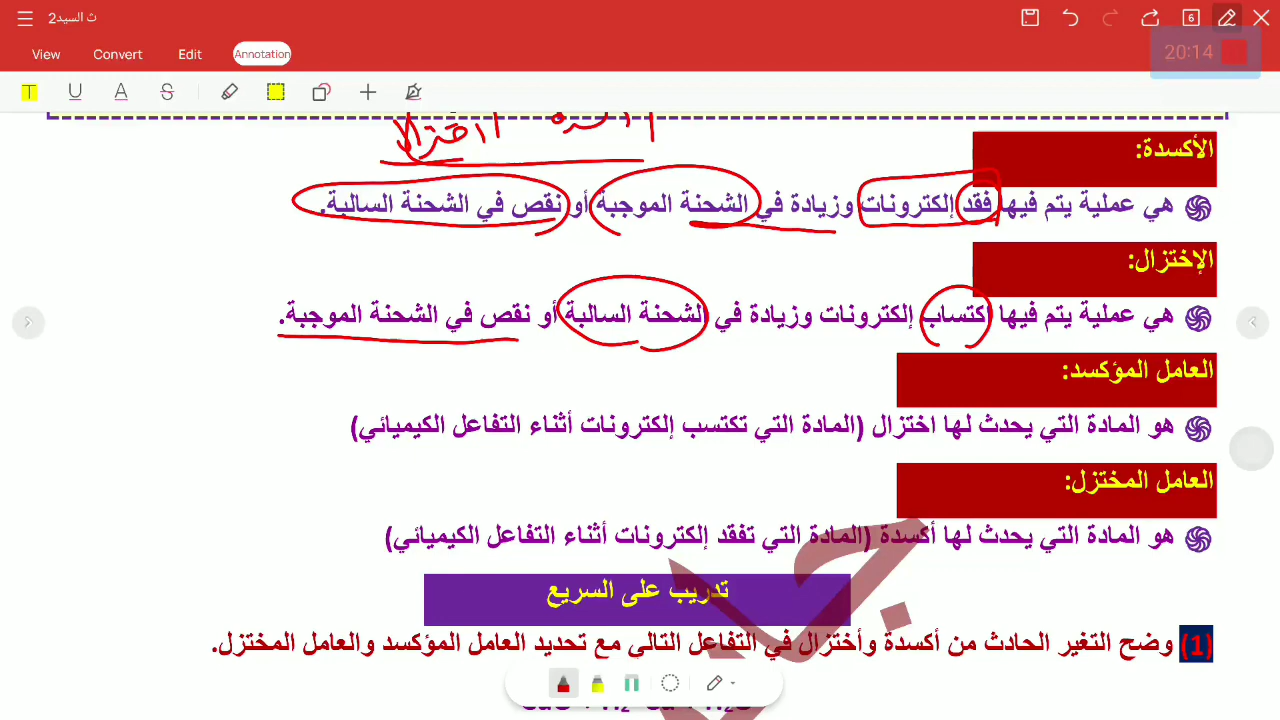 ث السيد2
6
20:14
View Convert Edit Annotation
T U A S
الأكسدة:
هي عملية يتم فيها فقد إلكترونات وزيادة في الشحنة الموجبة أو نقص في الشحنة السالبة.
الإختزال:
هي عملية يتم فيها اكتساب إلكترونات وزيادة في الشحنة السالبة أو نقص في الشحنة الموجبة.
العامل المؤكسد:
هو المادة التي يحدث لها اختزال (المادة التي تكتسب إلكترونات أثناء التفاعل الكيميائي)
العامل المختزل:
هو المادة التي يحدث لها أكسدة (المادة التي تفقد إلكترونات أثناء التفاعل الكيميائي)
تدريب على السريع
(1) وضح التغير الحادث من أكسدة وأختزال في التفاعل التالى مع تحديد العامل المؤكسد والعامل المختزل.